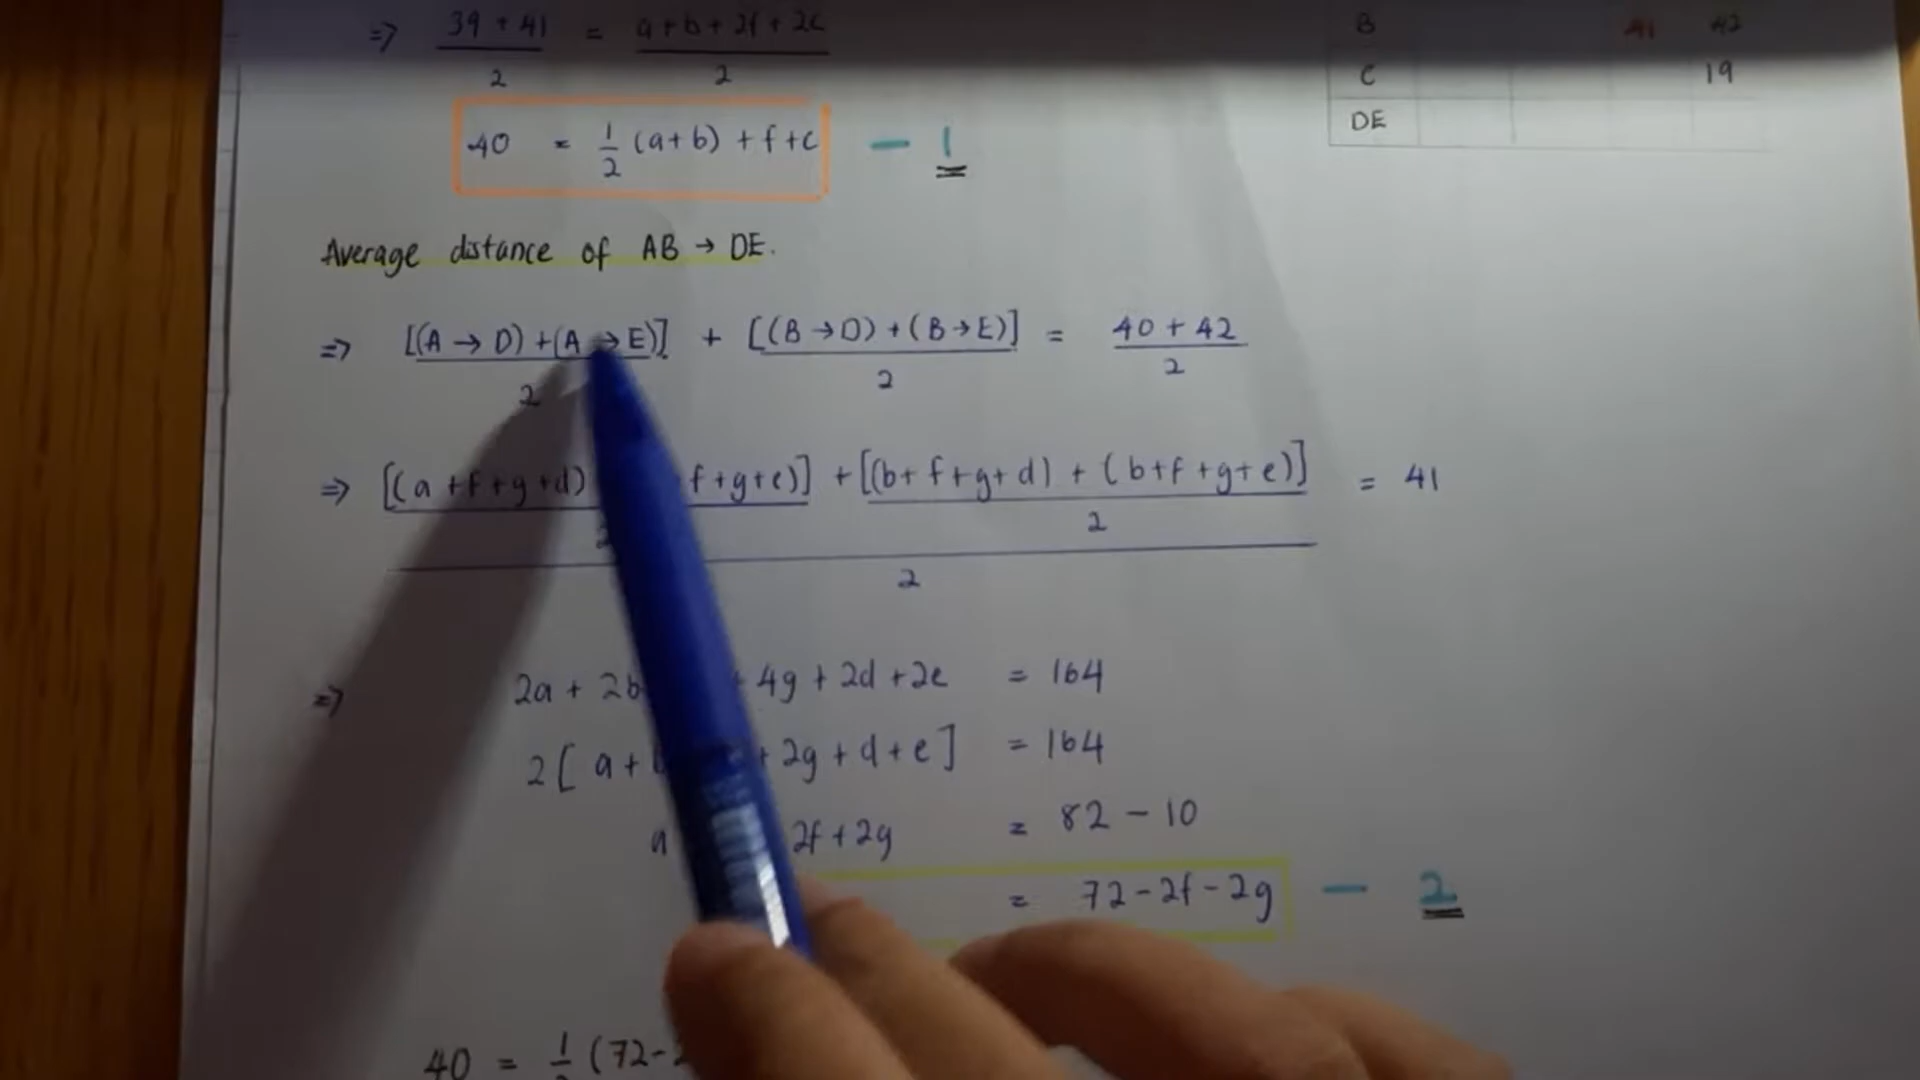 => 39 + 41 / 2 = a + b + 2f + 2c / 2
B 41 42
C 19
DE
40 = 1/2 (a+b) + f + c — 1
Average distance of AB → DE.
=> [(A → D) + (A → E)] / 2 + [(B → D) + (B → E)] / 2 = 40 + 42 / 2
=> [(a + f + g + d) f + g + e)] / 2 + [(b + f + g + d) + (b + f + g + e)] / 2 / 2 = 41
=> 2a + 2b + 4g + 2d + 2e = 164
2 [ a + + 2g + d + e ] = 164
a 2f + 2g = 82 - 10
= 72 - 2f - 2g — 2
40 = 1/2 (72 -